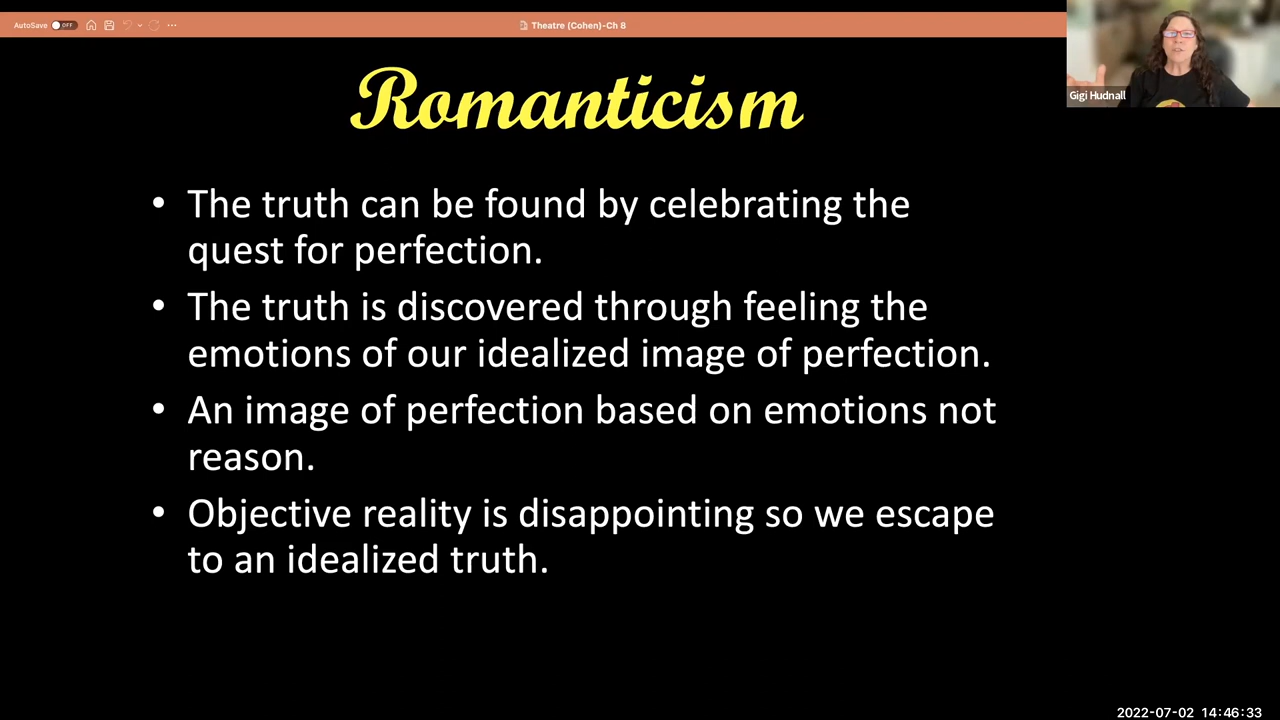 AutoSave OFF
Theatre (Cohen)-Ch 8
Gigi Hudnall
Romanticism
• The truth can be found by celebrating the
quest for perfection.
• The truth is discovered through feeling the
emotions of our idealized image of perfection.
• An image of perfection based on emotions not
reason.
• Objective reality is disappointing so we escape
to an idealized truth.
2022-07-02 14:46:33